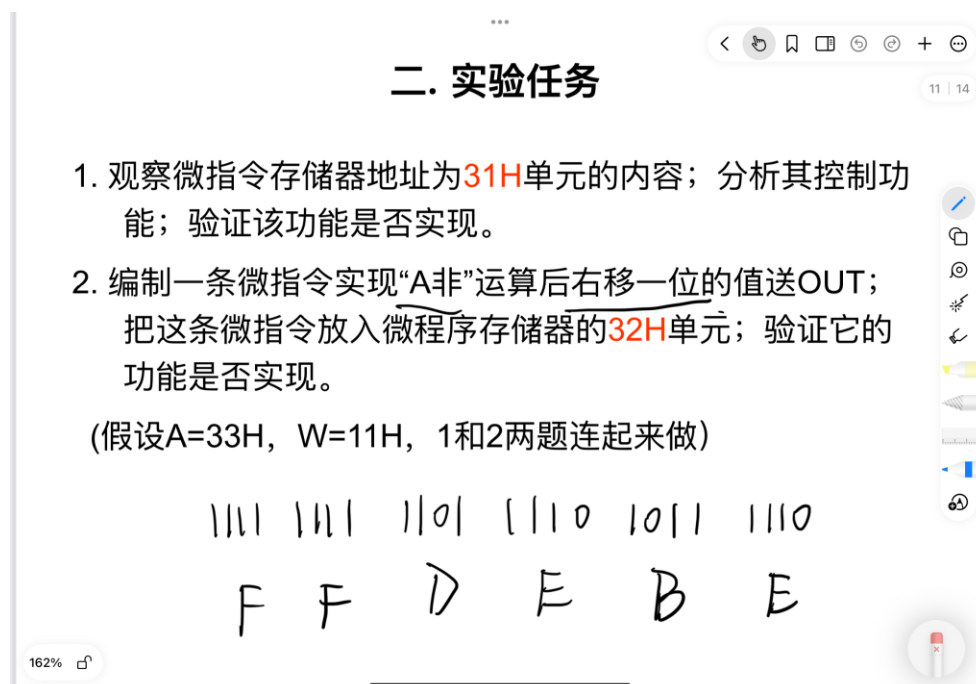 11 | 14
二. 实验任务
1. 观察微指令存储器地址为31H单元的内容；分析其控制功
能；验证该功能是否实现。
2. 编制一条微指令实现“A非”运算后右移一位的值送OUT；
把这条微指令放入微程序存储器的32H单元；验证它的
功能是否实现。
(假设A=33H，W=11H，1和2两题连起来做）
1111 1111 1101 1110 1011 1110
F F D E B E
162%